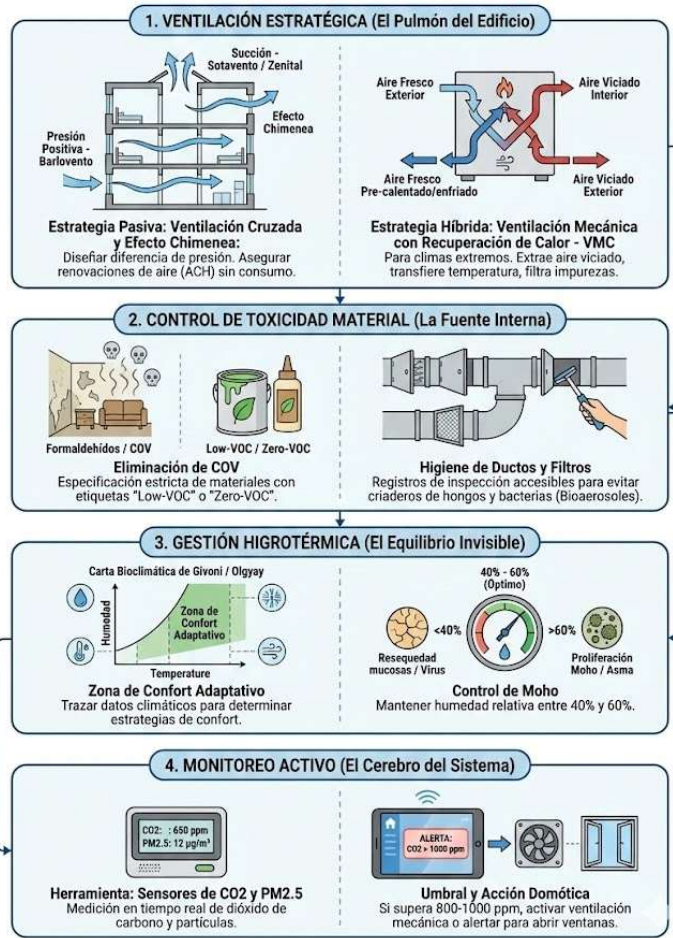 1. VENTILACIÓN ESTRATÉGICA (El Pulmón del Edificio)
Succión -
Sotavento / Zenital
Efecto
Chimenea
Presión
Positiva -
Barlovento
Estrategia Pasiva: Ventilación Cruzada
y Efecto Chimenea:
Diseñar diferencia de presión. Asegurar
renovaciones de aire (ACH) sin consumo.
Aire Fresco
Exterior
Aire Viciado
Interior
Aire Fresco
Pre-calentado/enfriado
Aire Viciado
Exterior
Estrategia Híbrida: Ventilación Mecánica
con Recuperación de Calor - VMC
Para climas extremos. Extrae aire viciado,
transfiere temperatura, filtra impurezas.
2. CONTROL DE TOXICIDAD MATERIAL (La Fuente Interna)
Formaldehídos / COV
Low-VOC / Zero-VOC
Eliminación de COV
Especificación estricta de materiales con
etiquetas "Low-VOC" o "Zero-VOC".
Higiene de Ductos y Filtros
Registros de inspección accesibles para evitar
criaderos de hongos y bacterias (Bioaerosoles).
3. GESTIÓN HIGROTÉRMICA (El Equilibrio Invisible)
Carta Bioclimática de Givoni / Olgyay
Humedad
Zona de
Confort
Adaptativo
Temperature
Zona de Confort Adaptativo
Trazar datos climáticos para determinar
estrategias de confort.
40% - 60%
(Óptimo)
<40%
>60%
Resequedad
mucosas / Virus
Proliferación
Moho / Asma
Control de Moho
Mantener humedad relativa entre 40% y 60%.
4. MONITOREO ACTIVO (El Cerebro del Sistema)
CO2: : 650 ppm
PM2.5: 12 µg/m³
Herramienta: Sensores de CO2 y PM2.5
Medición en tiempo real de dióxido de
carbono y partículas.
ALERTA:
CO2 > 1000 ppm
Umbral y Acción Domótica
Si supera 800-1000 ppm, activar ventilación
mecánica o alertar para abrir ventanas.